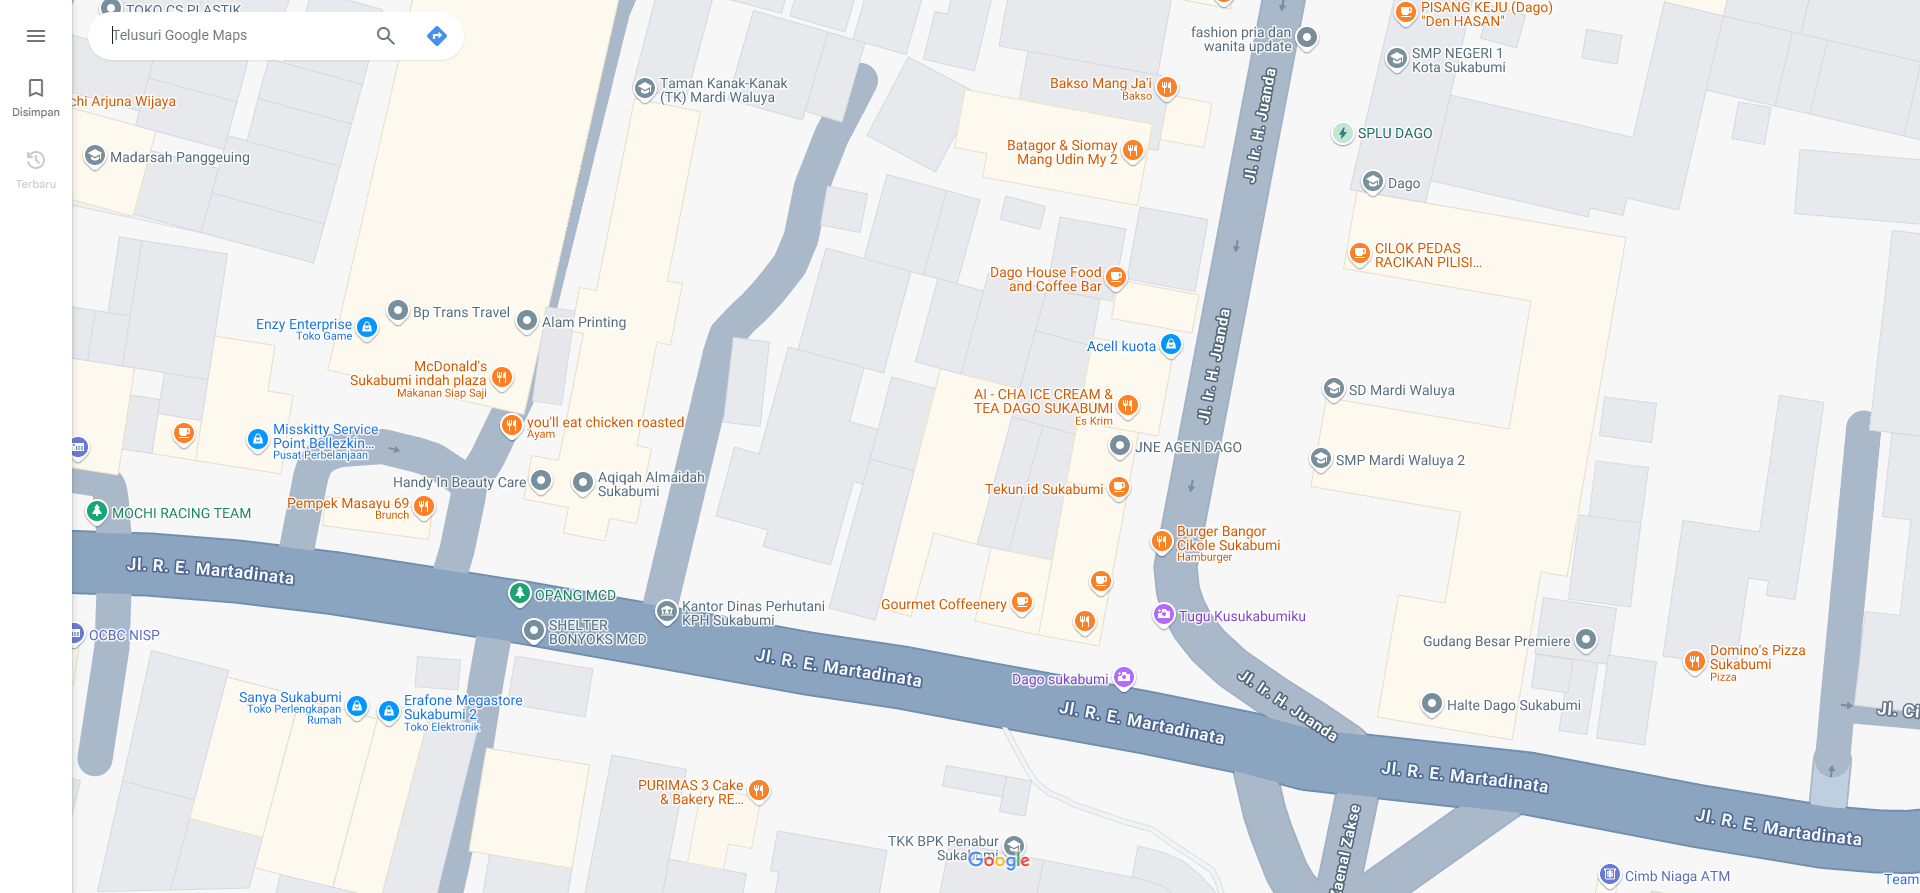 TOKO CS PLASTIK
Telusuri Google Maps
Disimpan
Terbaru
chi Arjuna Wijaya
Madarsah Panggeuing
Taman Kanak-Kanak
(TK) Mardi Waluya
fashion pria dan
wanita update
PISANG KEJU (Dago)
"Den HASAN"
SMP NEGERI 1
Kota Sukabumi
Bakso Mang Ja'i
Bakso
Jl. Ir. H. Juanda
SPLU DAGO
Batagor & Siomay
Mang Udin My 2
Dago
CILOK PEDAS
RACIKAN PILISI...
Dago House Food
and Coffee Bar
Bp Trans Travel
Enzy Enterprise
Toko Game
Alam Printing
Acell kuota
Jl. Ir. H. Juanda
McDonald's
Sukabumi indah plaza
Makanan Siap Saji
AI - CHA ICE CREAM &
TEA DAGO SUKABUMI
Es Krim
SD Mardi Waluya
you'll eat chicken roasted
Ayam
Misskitty Service
Point Bellezkin...
Pusat Perbelanjaan
JNE AGEN DAGO
SMP Mardi Waluya 2
Handy In Beauty Care
Aqiqah Almaidah
Sukabumi
Tekun.id Sukabumi
Pempek Masayu 69
Brunch
MOCHI RACING TEAM
Burger Bangor
Cikole Sukabumi
Hamburger
Jl. R. E. Martadinata
OPANG MCD
Kantor Dinas Perhutani
KPH Sukabumi
Gourmet Coffeenery
Tugu Kusukabumiku
OCBC NISP
SHELTER
BONYOKS MCD
Gudang Besar Premiere
Domino's Pizza
Sukabumi
Pizza
Jl. R. E. Martadinata
Dago sukabumi
Jl. Ir. H. Juanda
Sanya Sukabumi
Toko Perlengkapan
Rumah
Erafone Megastore
Sukabumi 2
Toko Elektronik
Jl. R. E. Martadinata
Halte Dago Sukabumi
Jl. Ci
Jl. R. E. Martadinata
PURIMAS 3 Cake
& Bakery RE...
Jl. R. E. Martadinata
TKK BPK Penabur
Sukabumi
Google
Zaenal Zakse
Cimb Niaga ATM
Team